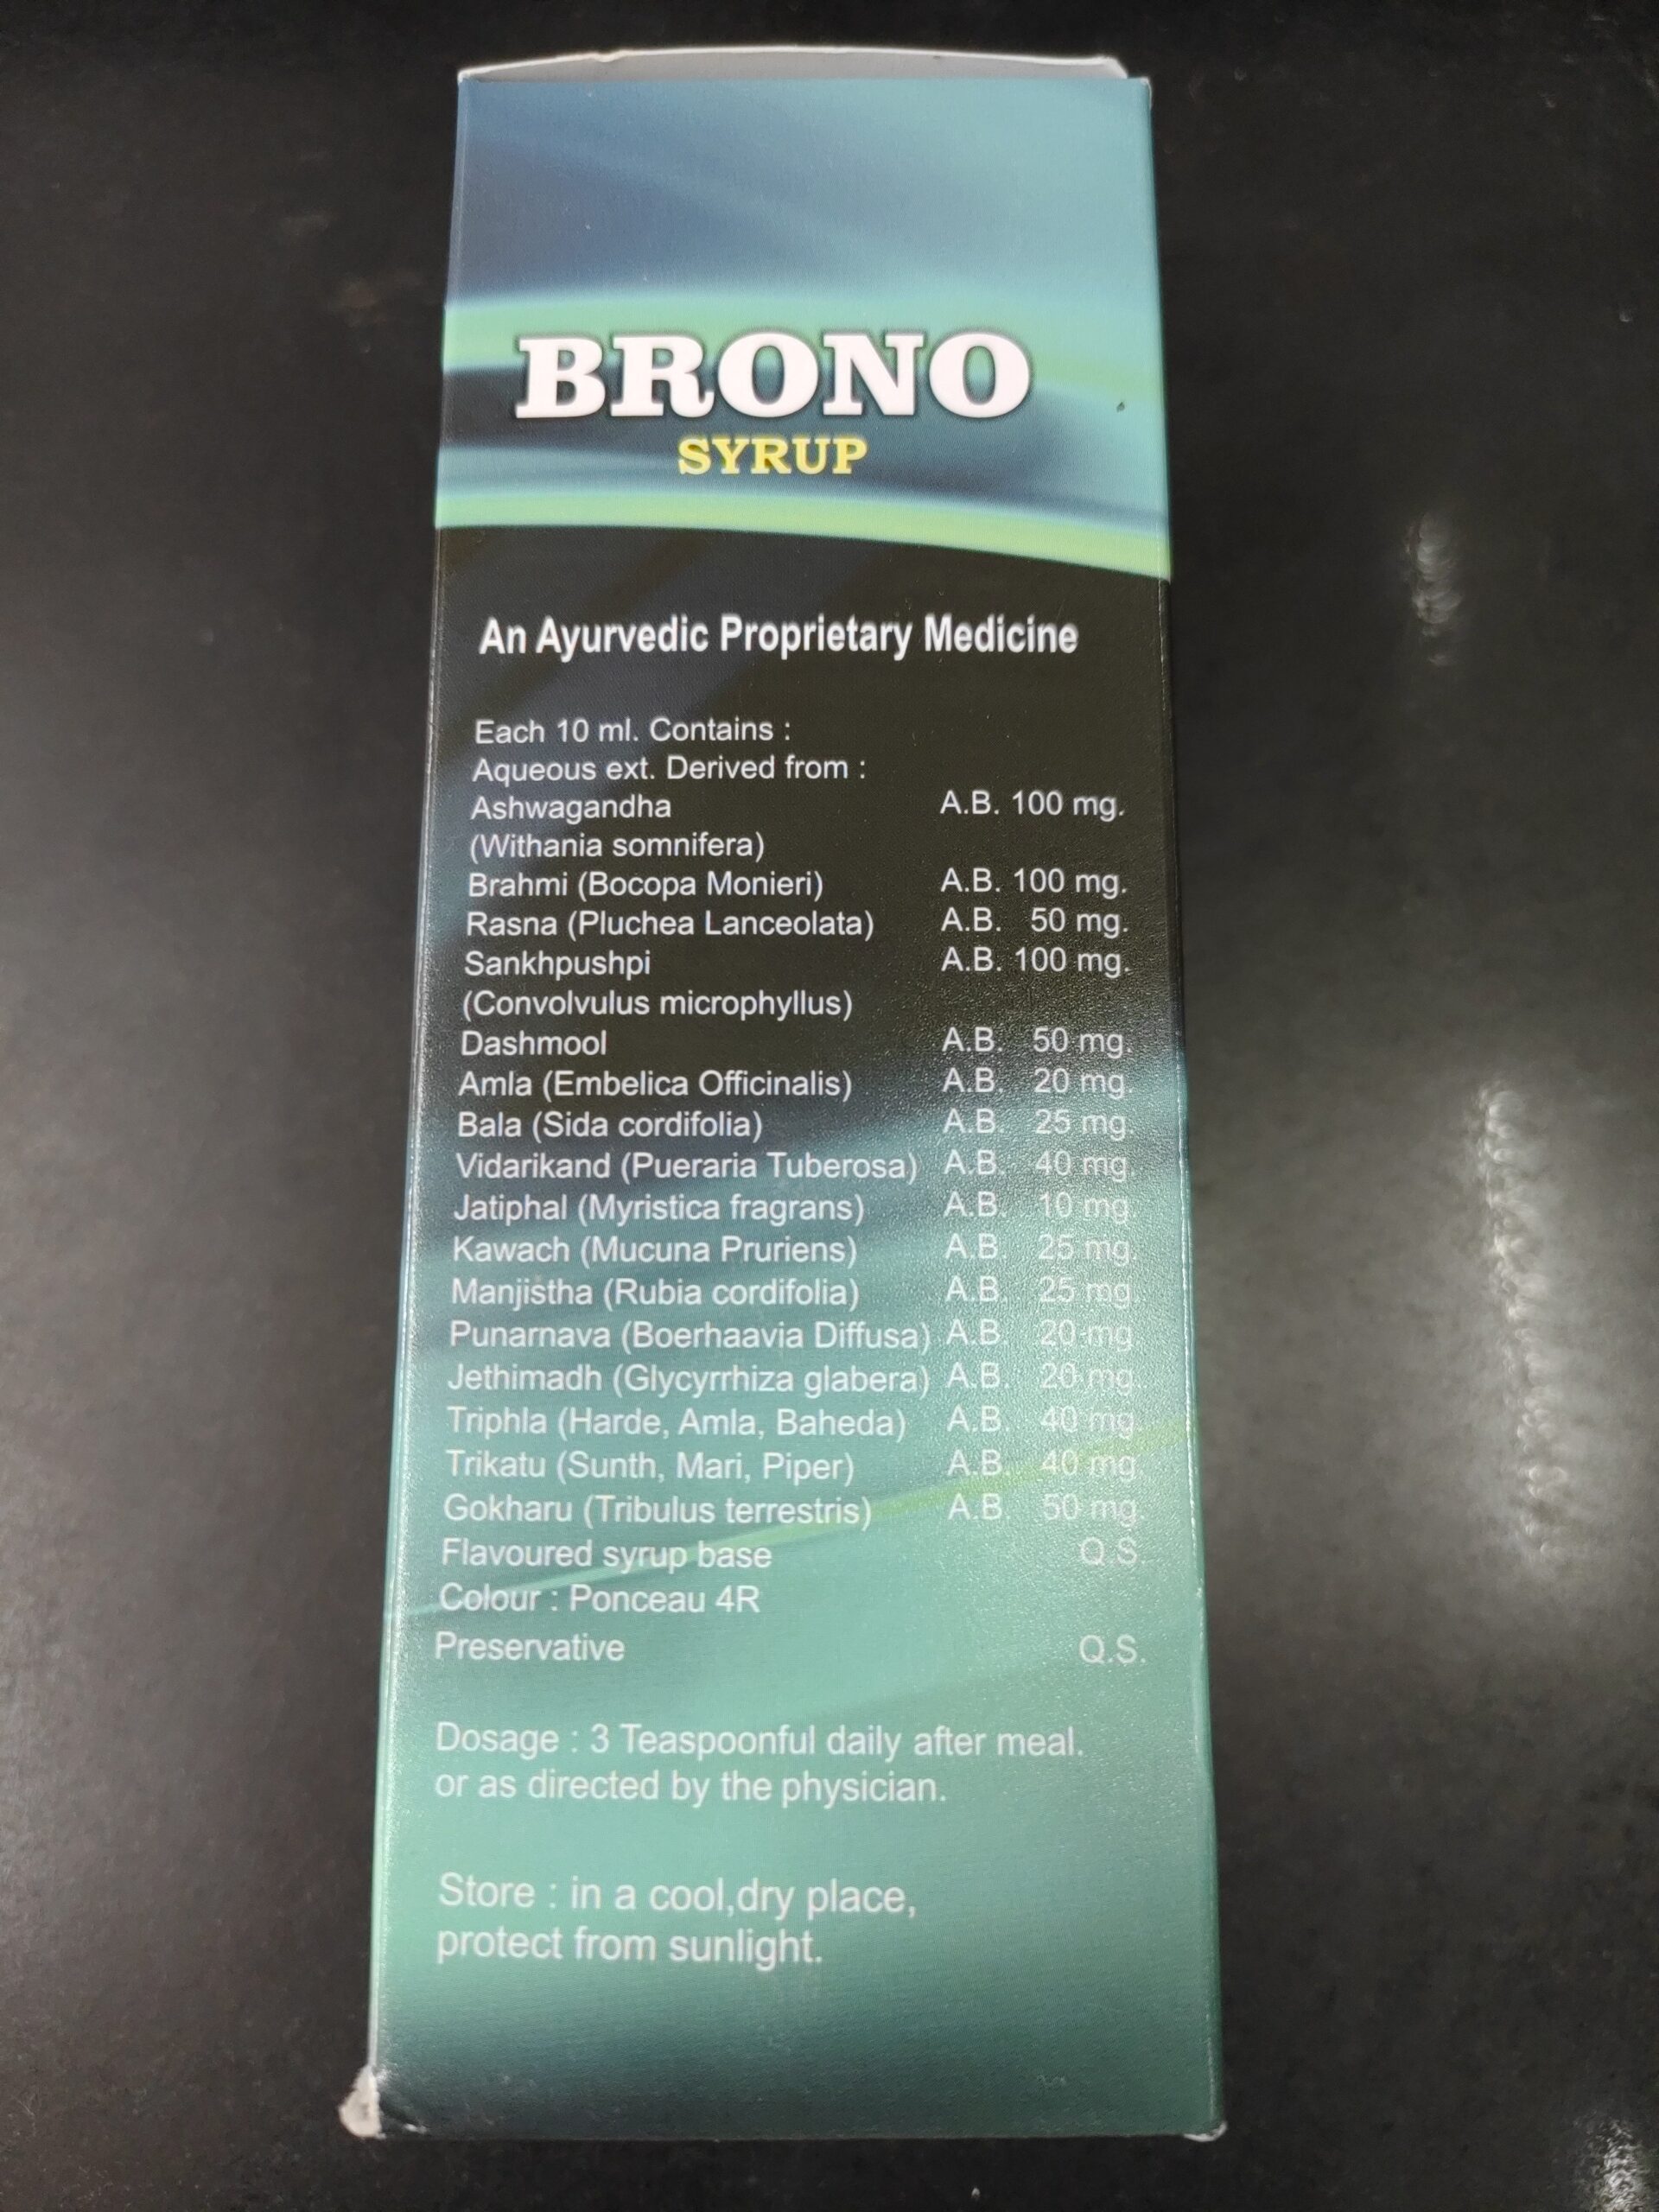 BRONO
SYRUP
An Ayurvedic Proprietary Medicine
Each 10 ml. Contains :
Aqueous ext. Derived from :
Ashwagandha A.B. 100 mg.
(Withania somnifera)
Brahmi (Bocopa Monieri) A.B. 100 mg.
Rasna (Pluchea Lanceolata) A.B. 50 mg.
Sankhpushpi A.B. 100 mg.
(Convolvulus microphyllus)
Dashmool A.B. 50 mg.
Amla (Embelica Officinalis) A.B. 20 mg.
Bala (Sida cordifolia) A.B. 25 mg.
Vidarikand (Pueraria Tuberosa) A.B. 40 mg.
Jatiphal (Myristica fragrans) A.B. 10 mg.
Kawach (Mucuna Pruriens) A.B. 25 mg.
Manjistha (Rubia cordifolia) A.B. 25 mg.
Punarnava (Boerhaavia Diffusa) A.B. 20 mg.
Jethimadh (Glycyrrhiza glabera) A.B. 20 mg.
Triphla (Harde, Amla, Baheda) A.B. 40 mg.
Trikatu (Sunth, Mari, Piper) A.B. 40 mg.
Gokharu (Tribulus terrestris) A.B. 50 mg.
Flavoured syrup base Q.S.
Colour : Ponceau 4R
Preservative Q.S.
Dosage : 3 Teaspoonful daily after meal.
or as directed by the physician.
Store : in a cool,dry place,
protect from sunlight.